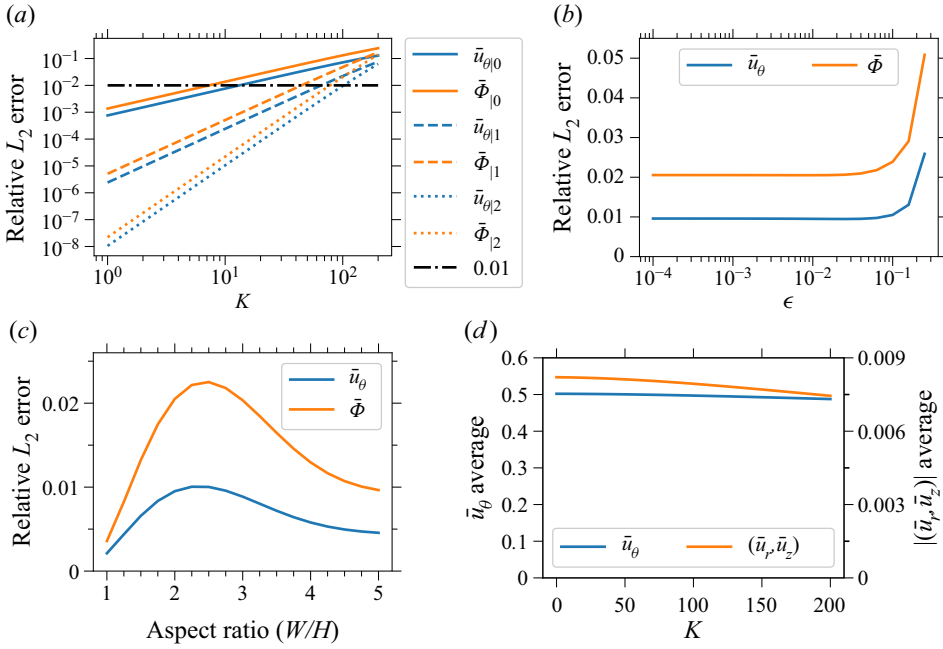 (a)
Relative L₂ error
10⁻¹
10⁻²
10⁻³
10⁻⁴
10⁻⁵
10⁻⁶
10⁻⁷
10⁻⁸
10⁰ 10¹ 10²
K
ū_θ|0
Φ̄_|0
ū_θ|1
Φ̄_|1
ū_θ|2
Φ̄_|2
0.01
(b)
Relative L₂ error
0.05
0.04
0.03
0.02
0.01
0
ū_θ Φ̄
10⁻⁴ 10⁻³ 10⁻² 10⁻¹
ϵ
(c)
Relative L₂ error
0.02
0.01
0
ū_θ
Φ̄
1 2 3 4 5
Aspect ratio (W/H)
(d)
ū_θ average
0.6
0.5
0.4
0.3
0.2
0.1
0
ū_θ (ū_r,ū_z)
0 50 100 150 200
K
0.009
0.006
0.003
0
|(ū_r,ū_z)| average